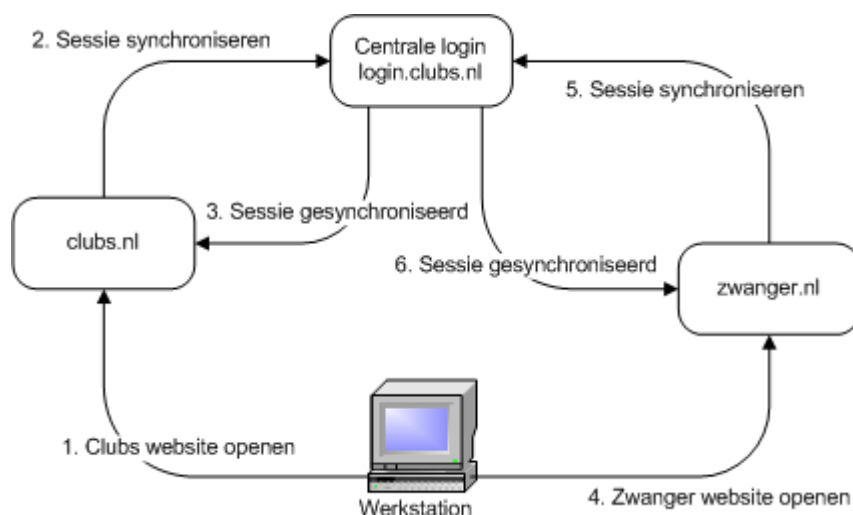 2. Sessie synchroniseren
Centrale login
login.clubs.nl
5. Sessie synchroniseren
3. Sessie gesynchroniseerd
clubs.nl
6. Sessie gesynchroniseerd
zwanger.nl
1. Clubs website openen
4. Zwanger website openen
Werkstation